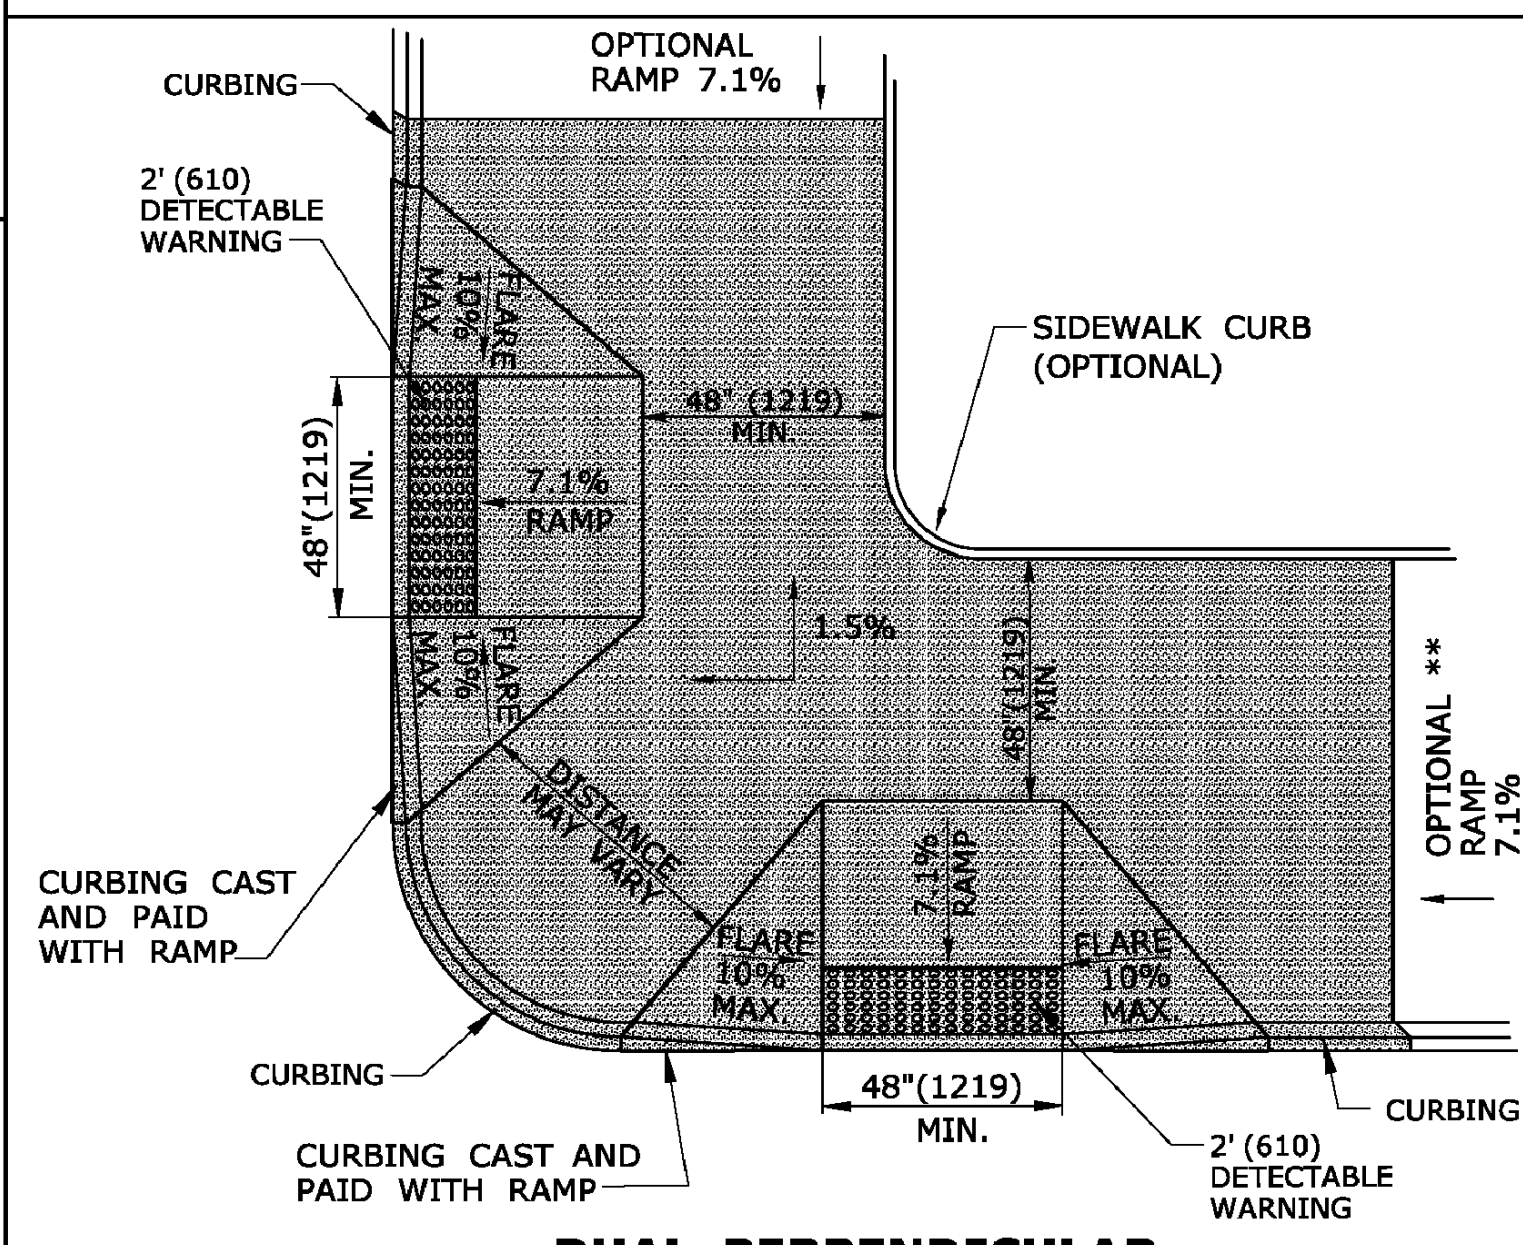 OPTIONAL
RAMP 7.1%
CURBING
2' (610)
DETECTABLE
WARNING
FLARE
10%
MAX.
SIDEWALK CURB
(OPTIONAL)
48" (1219)
MIN.
48"(1219)
MIN.
7.1%
RAMP
1.5%
FLARE
10%
MAX
48"(1219)
MIN.
OPTIONAL **
RAMP
7.1%
DISTANCE
MAY VARY
7.1%
RAMP
CURBING CAST
AND PAID
WITH RAMP
FLARE
10%
MAX.
FLARE
10%
MAX.
CURBING
48"(1219)
MIN.
CURBING
CURBING CAST AND
PAID WITH RAMP
2' (610)
DETECTABLE
WARNING
DUAL PERPENDICULAR